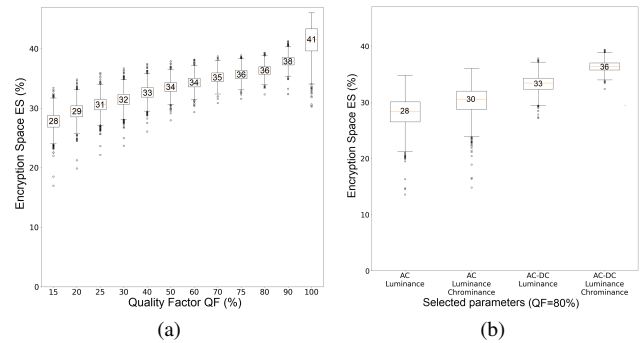 Encryption Space ES (%)
40
30
20
10
0
28
29
31
32
33
34
34
35
36
36
38
41
15 20 25 30 40 50 60 70 75 80 90 100
Quality Factor QF (%)
(a)
Encryption Space ES (%)
40
30
20
10
0
28
30
33
36
AC Luminance
AC Luminance Chrominance
AC-DC Luminance
AC-DC Luminance Chrominance
Selected parameters (QF=80%)
(b)